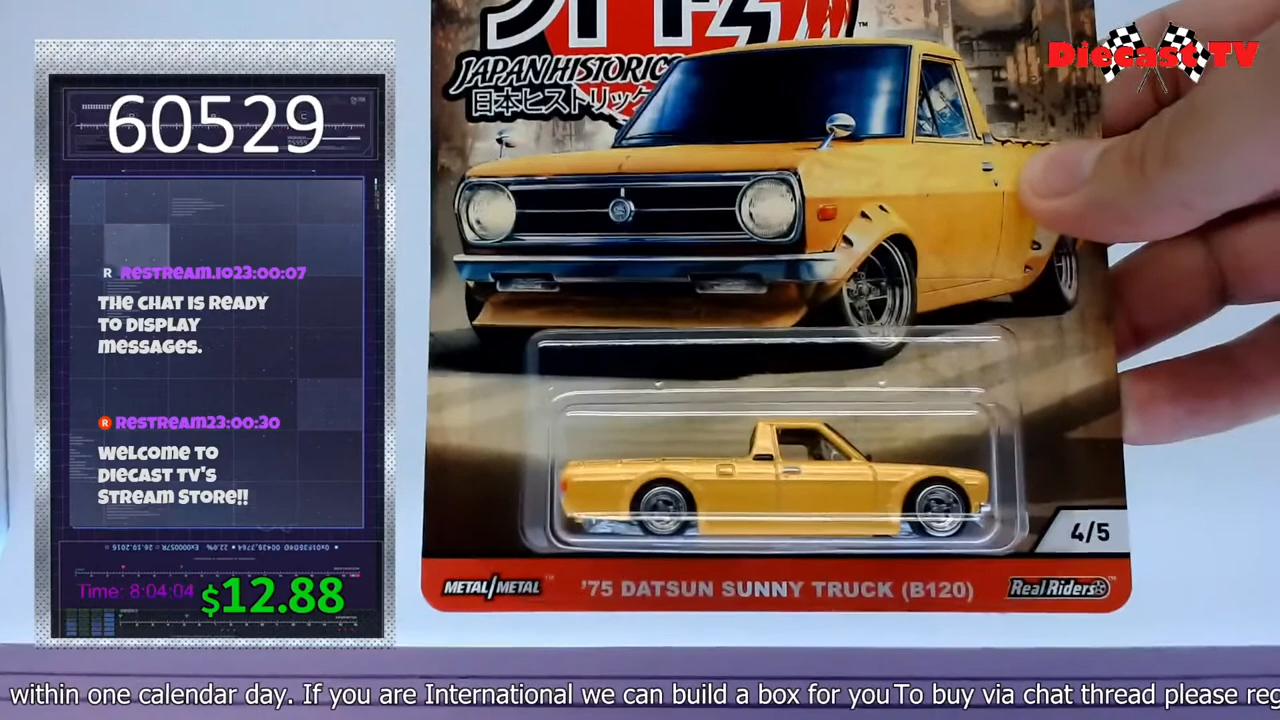 60529
R RESTREAM.IO23:00:07
THE CHAT IS READY
TO DISPLAY
MESSAGES.
R RESTREAM23:00:30
WELCOME TO
DIECAST TV'S
STREAM STORE!!
Time: 8:04:04
$12.88
Diecast TV
JAPAN HISTORICS
日本ヒストリック
4/5
METAL/METAL™
'75 DATSUN SUNNY TRUCK (B120)
Real Riders™
within one calendar day. If you are International we can build a box for youTo buy via chat thread please reg